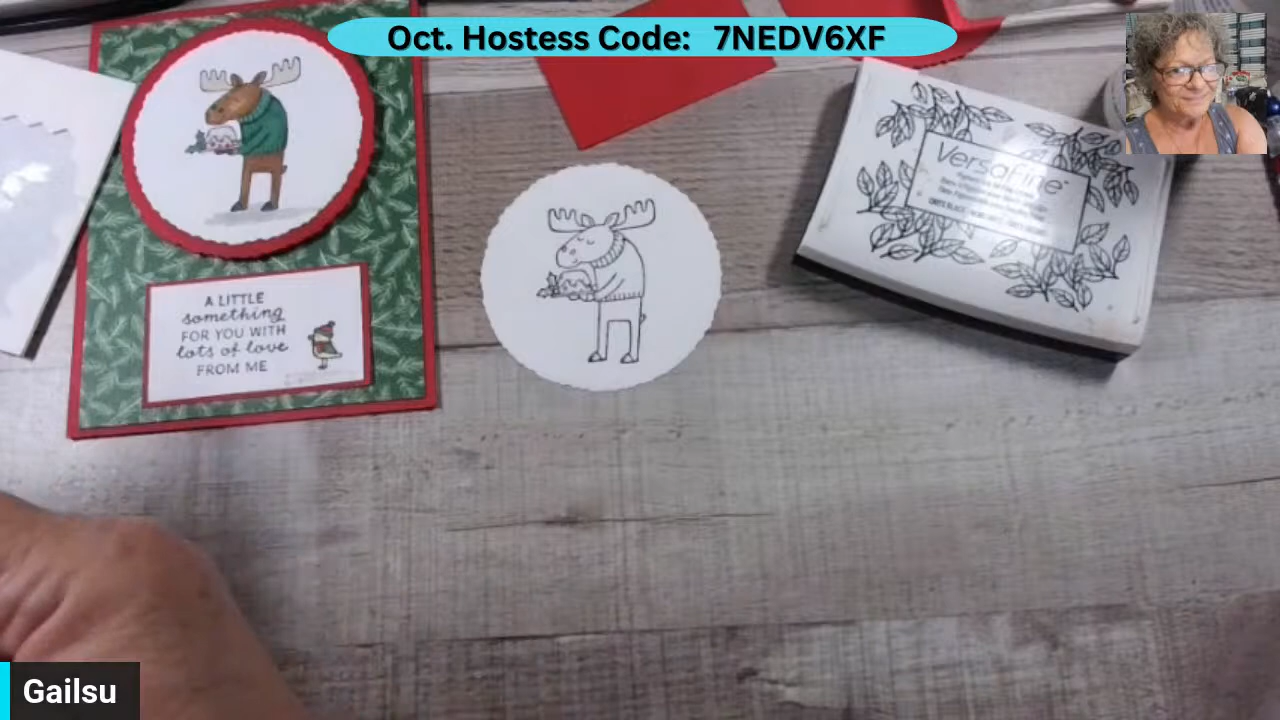 Oct. Hostess Code: 7NEDV6XF
VersaFine
A LITTLE
something
FOR YOU WITH
lots of love
FROM ME
Gailsu